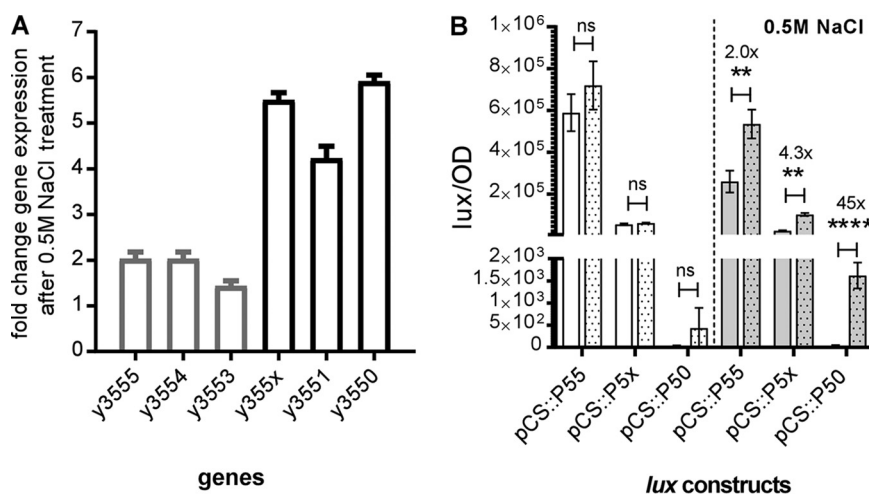 A
fold change gene expression
after 0.5M NaCl treatment
7
6
5
4
3
2
1
0
y3555
y3554
y3553
y355x
y3551
y3550
genes
B
0.5M NaCl
lux/OD
1×10⁶
8×10⁵
6×10⁵
4×10⁵
2×10⁵
2×10³
1.5×10³
1×10³
5×10²
0
ns
ns
ns
2.0x
**
4.3x
**
45x
****
pCS::P55
pCS::P5x
pCS::P50
pCS::P55
pCS::P5x
pCS::P50
lux constructs